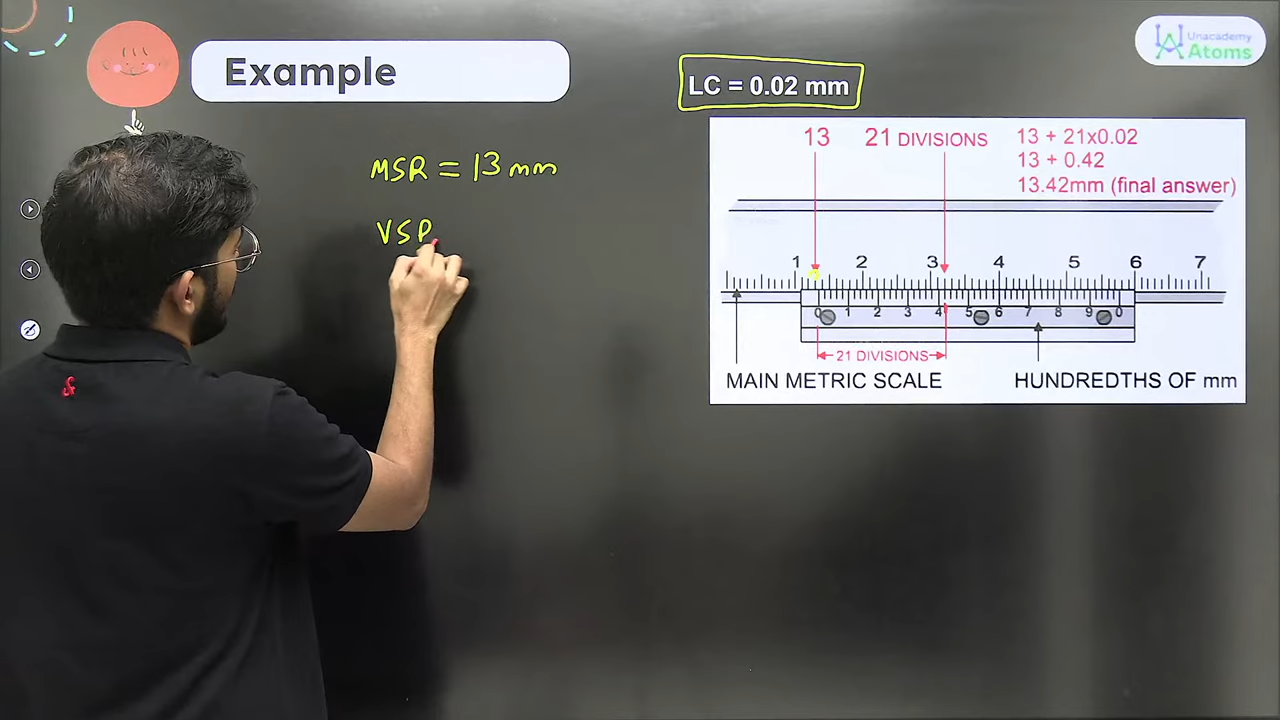 Example
Unacademy
Atoms
LC = 0.02 mm
MSR = 13 mm
VSR
13 21 DIVISIONS 13 + 21x0.02
13 + 0.42
13.42mm (final answer)
1 2 3 4 5 6 7
0 1 2 3 4 5 6 7 8 9 0
21 DIVISIONS
MAIN METRIC SCALE HUNDREDTHS OF mm